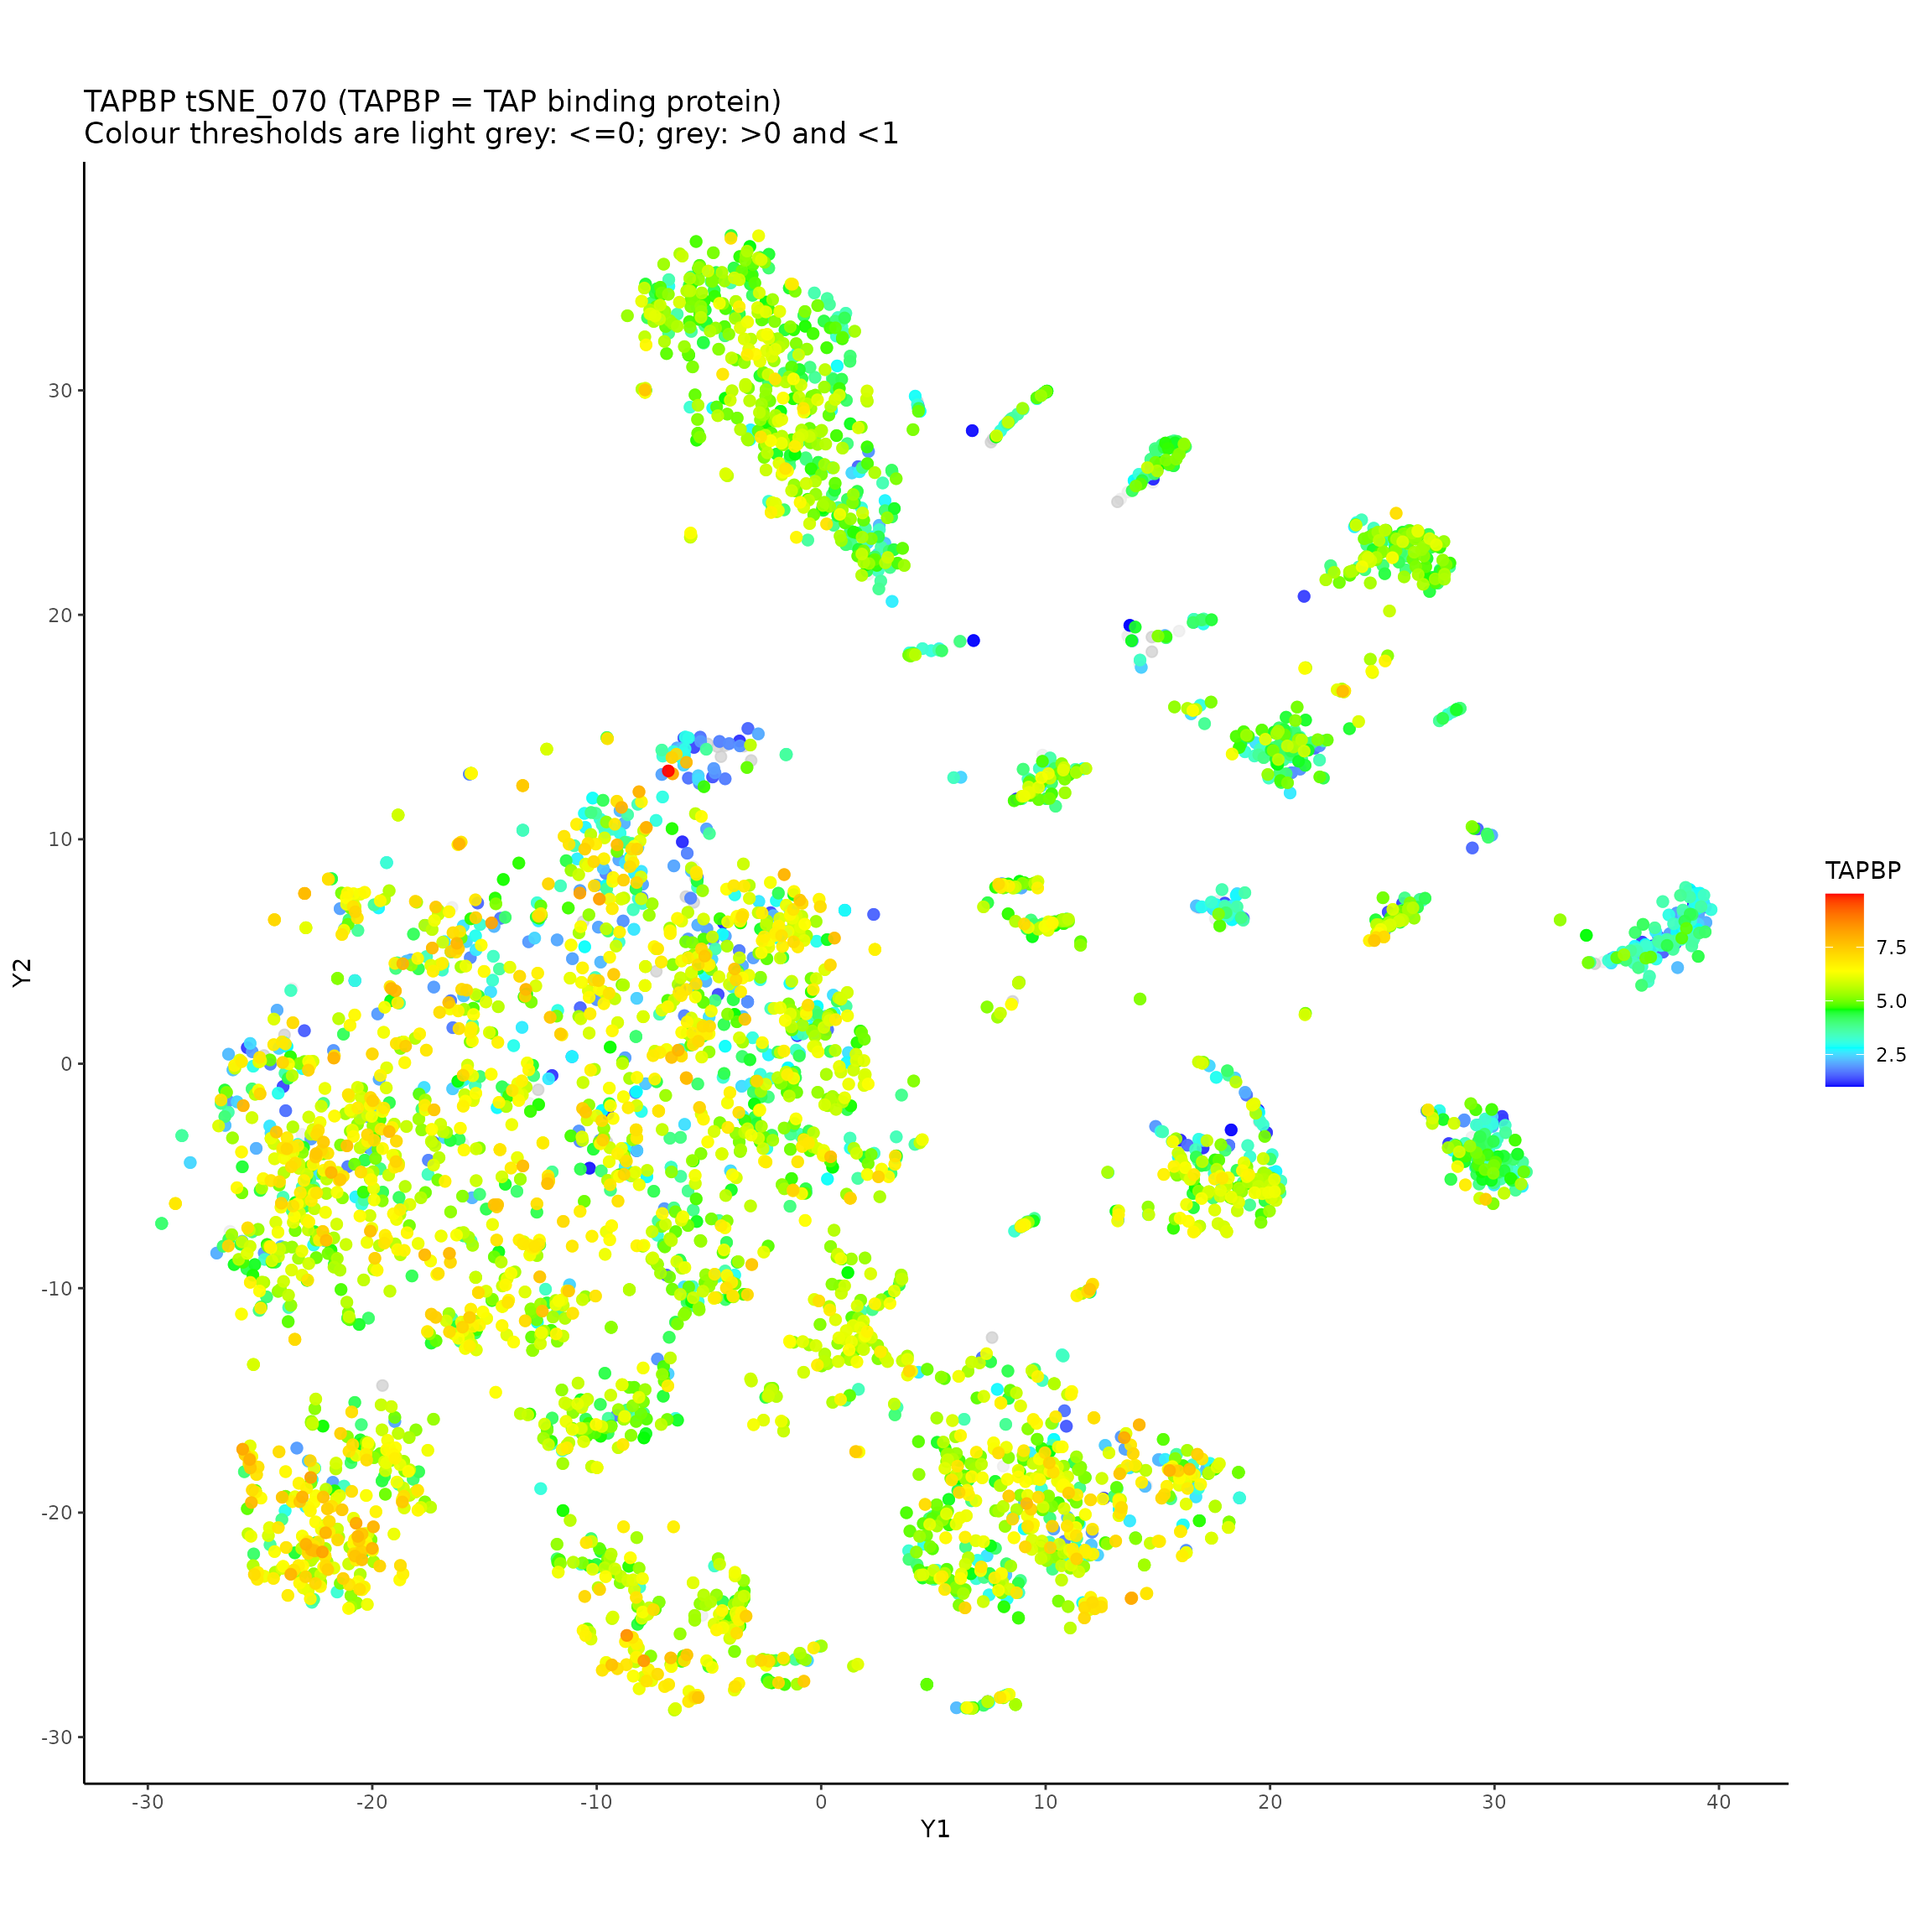 TAPBP tSNE_070 (TAPBP = TAP binding protein)
Colour thresholds are light grey: <=0; grey: >0 and <1
30
20
10
0
-10
-20
-30
Y2
-30 -20 -10 0 10 20 30 40
Y1
TAPBP
7.5
5.0
2.5